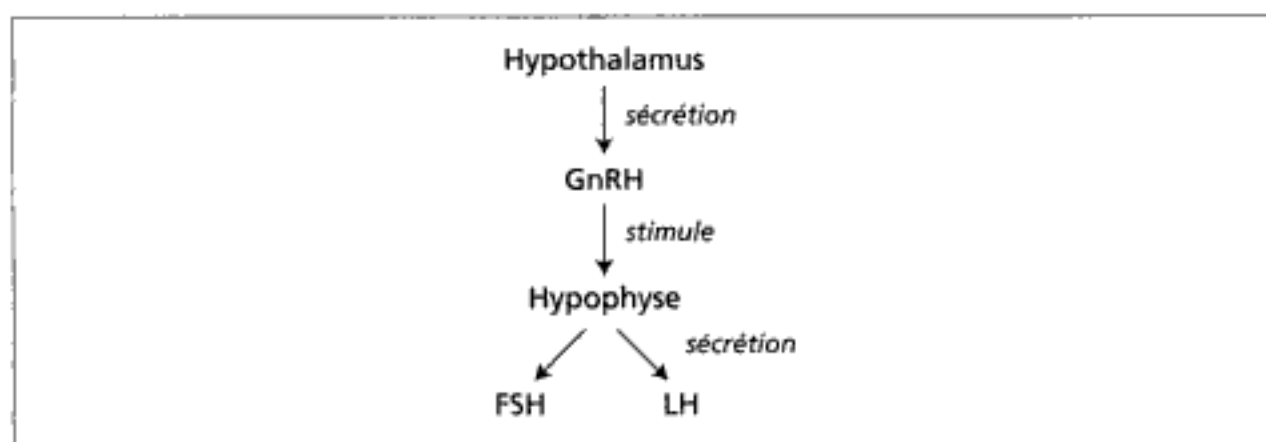 Hypothalamus
sécrétion
GnRH
stimule
Hypophyse
sécrétion
FSH LH